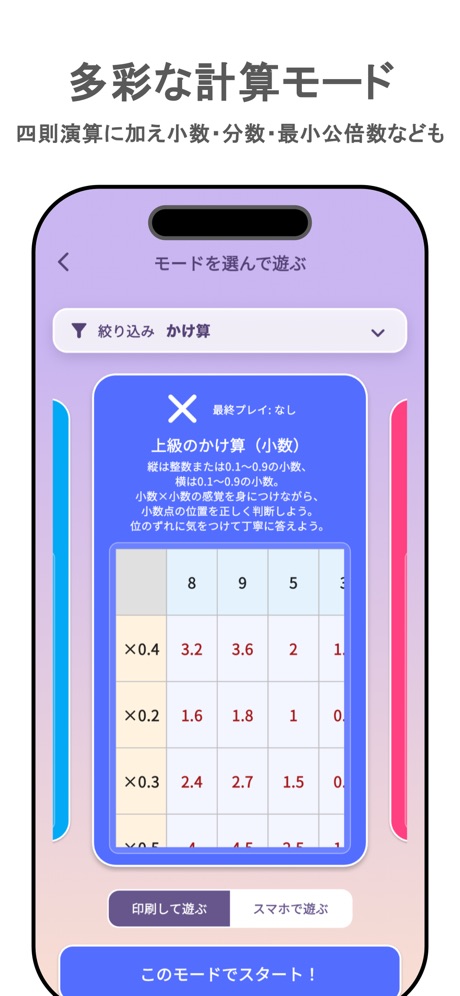 多彩な計算モード
四則演算に加え小数・分数・最小公倍数なども
モードを選んで遊ぶ
絞り込み かけ算
最終プレイ: なし
上級のかけ算（小数）
縦は整数または0.1〜0.9の小数、
横は0.1〜0.9の小数。
小数×小数の感覚を身につけながら、
小数点の位置を正しく判断しよう。
位のずれに気をつけて丁寧に答えよう。
8 9 5
×0.4 3.2 3.6 2
×0.2 1.6 1.8 1
×0.3 2.4 2.7 1.5
×0.5 4 4.5 2.5
印刷して遊ぶ スマホで遊ぶ
このモードでスタート！